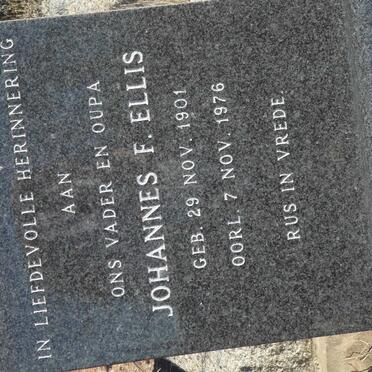 IN LIEFDEVOLLE HERINNERING
AAN
ONS VADER EN OUPA
JOHANNES F. ELLIS
GEB. 29 NOV. 1901
OORL. 7 NOV. 1976
RUS IN VREDE.